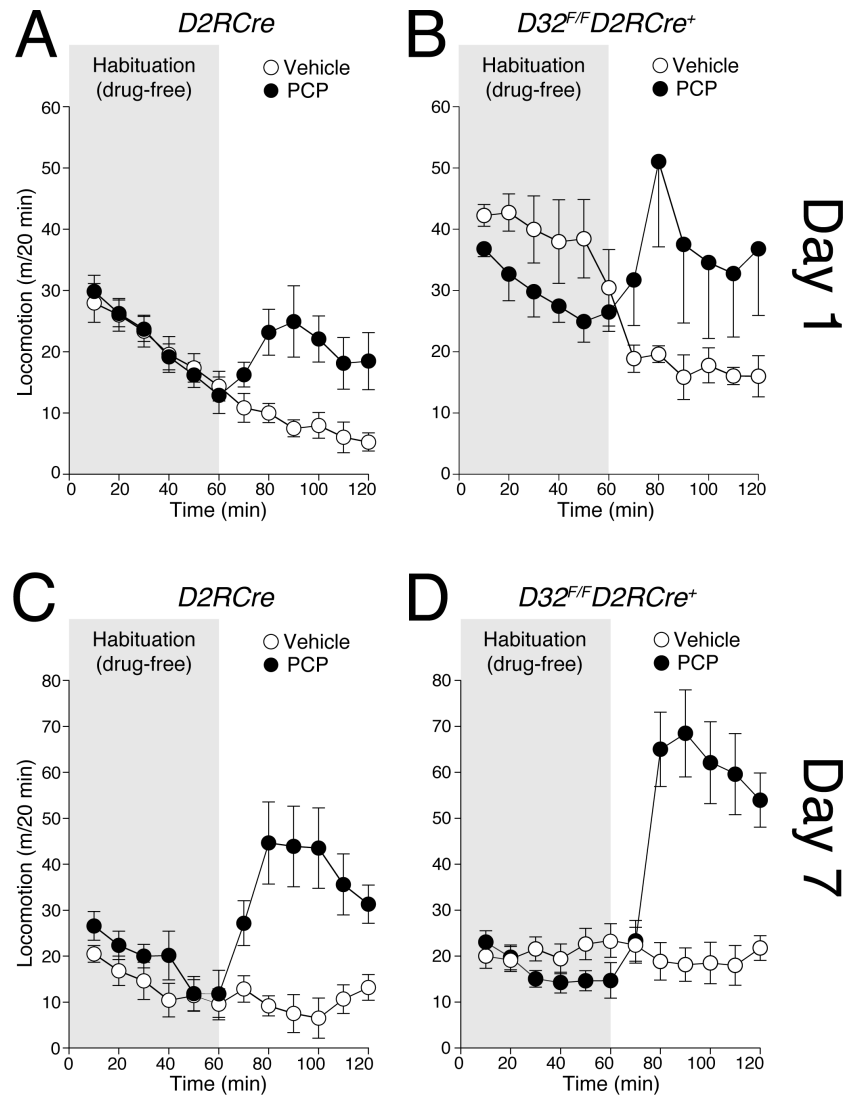 A
D2RCre
Habituation
(drug-free)
Vehicle
PCP
60
50
40
30
20
10
0
Locomotion (m/20 min)
0 20 40 60 80 100 120
Time (min)
B
D32F/FD2RCre+
Habituation
(drug-free)
Vehicle
PCP
60
50
40
30
20
10
0
0 20 40 60 80 100 120
Time (min)
Day 1
C
D2RCre
Habituation
(drug-free)
Vehicle
PCP
80
70
60
50
40
30
20
10
0
Locomotion (m/20 min)
0 20 40 60 80 100 120
Time (min)
D
D32F/FD2RCre+
Habituation
(drug-free)
Vehicle
PCP
80
70
60
50
40
30
20
10
0
0 20 40 60 80 100 120
Time (min)
Day 7